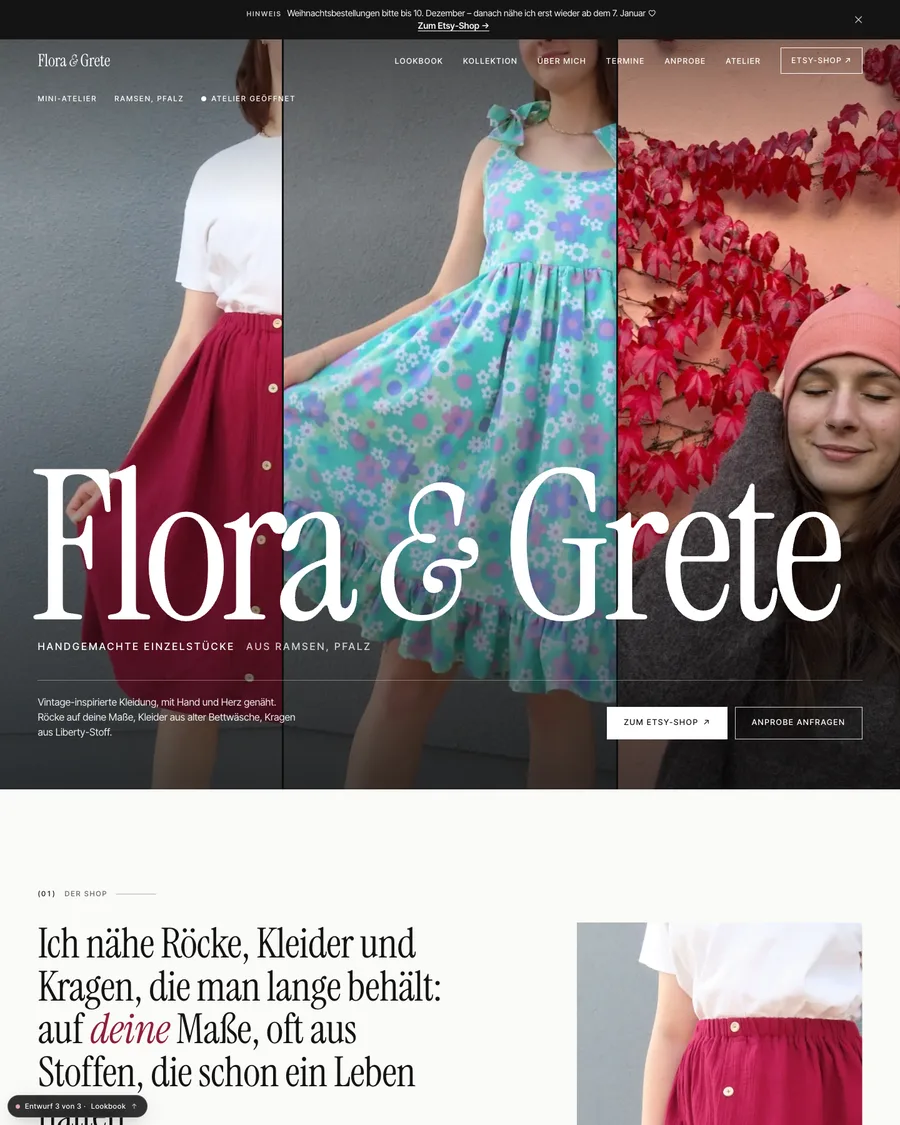 HINWEIS Weihnachtsbestellungen bitte bis 10. Dezember – danach nähe ich erst wieder ab dem 7. Januar ♡
Zum Etsy-Shop →
Flora & Grete
LOOKBOOK KOLLEKTION ÜBER MICH TERMINE ANPROBE ATELIER ETSY-SHOP ↗
MINI-ATELIER RAMSEN, PFALZ ATELIER GEÖFFNET
Flora & Grete
HANDGEMACHTE EINZELSTÜCKE AUS RAMSEN, PFALZ
Vintage-inspirierte Kleidung, mit Hand und Herz genäht.
Röcke auf deine Maße, Kleider aus alter Bettwäsche, Kragen
aus Liberty-Stoff.
ZUM ETSY-SHOP ↗ ANPROBE ANFRAGEN
(01) DER SHOP
Ich nähe Röcke, Kleider und
Kragen, die man lange behält:
auf deine Maße, oft aus
Stoffen, die schon ein Leben
hatten
Entwurf 3 von 3 · Lookbook ↑